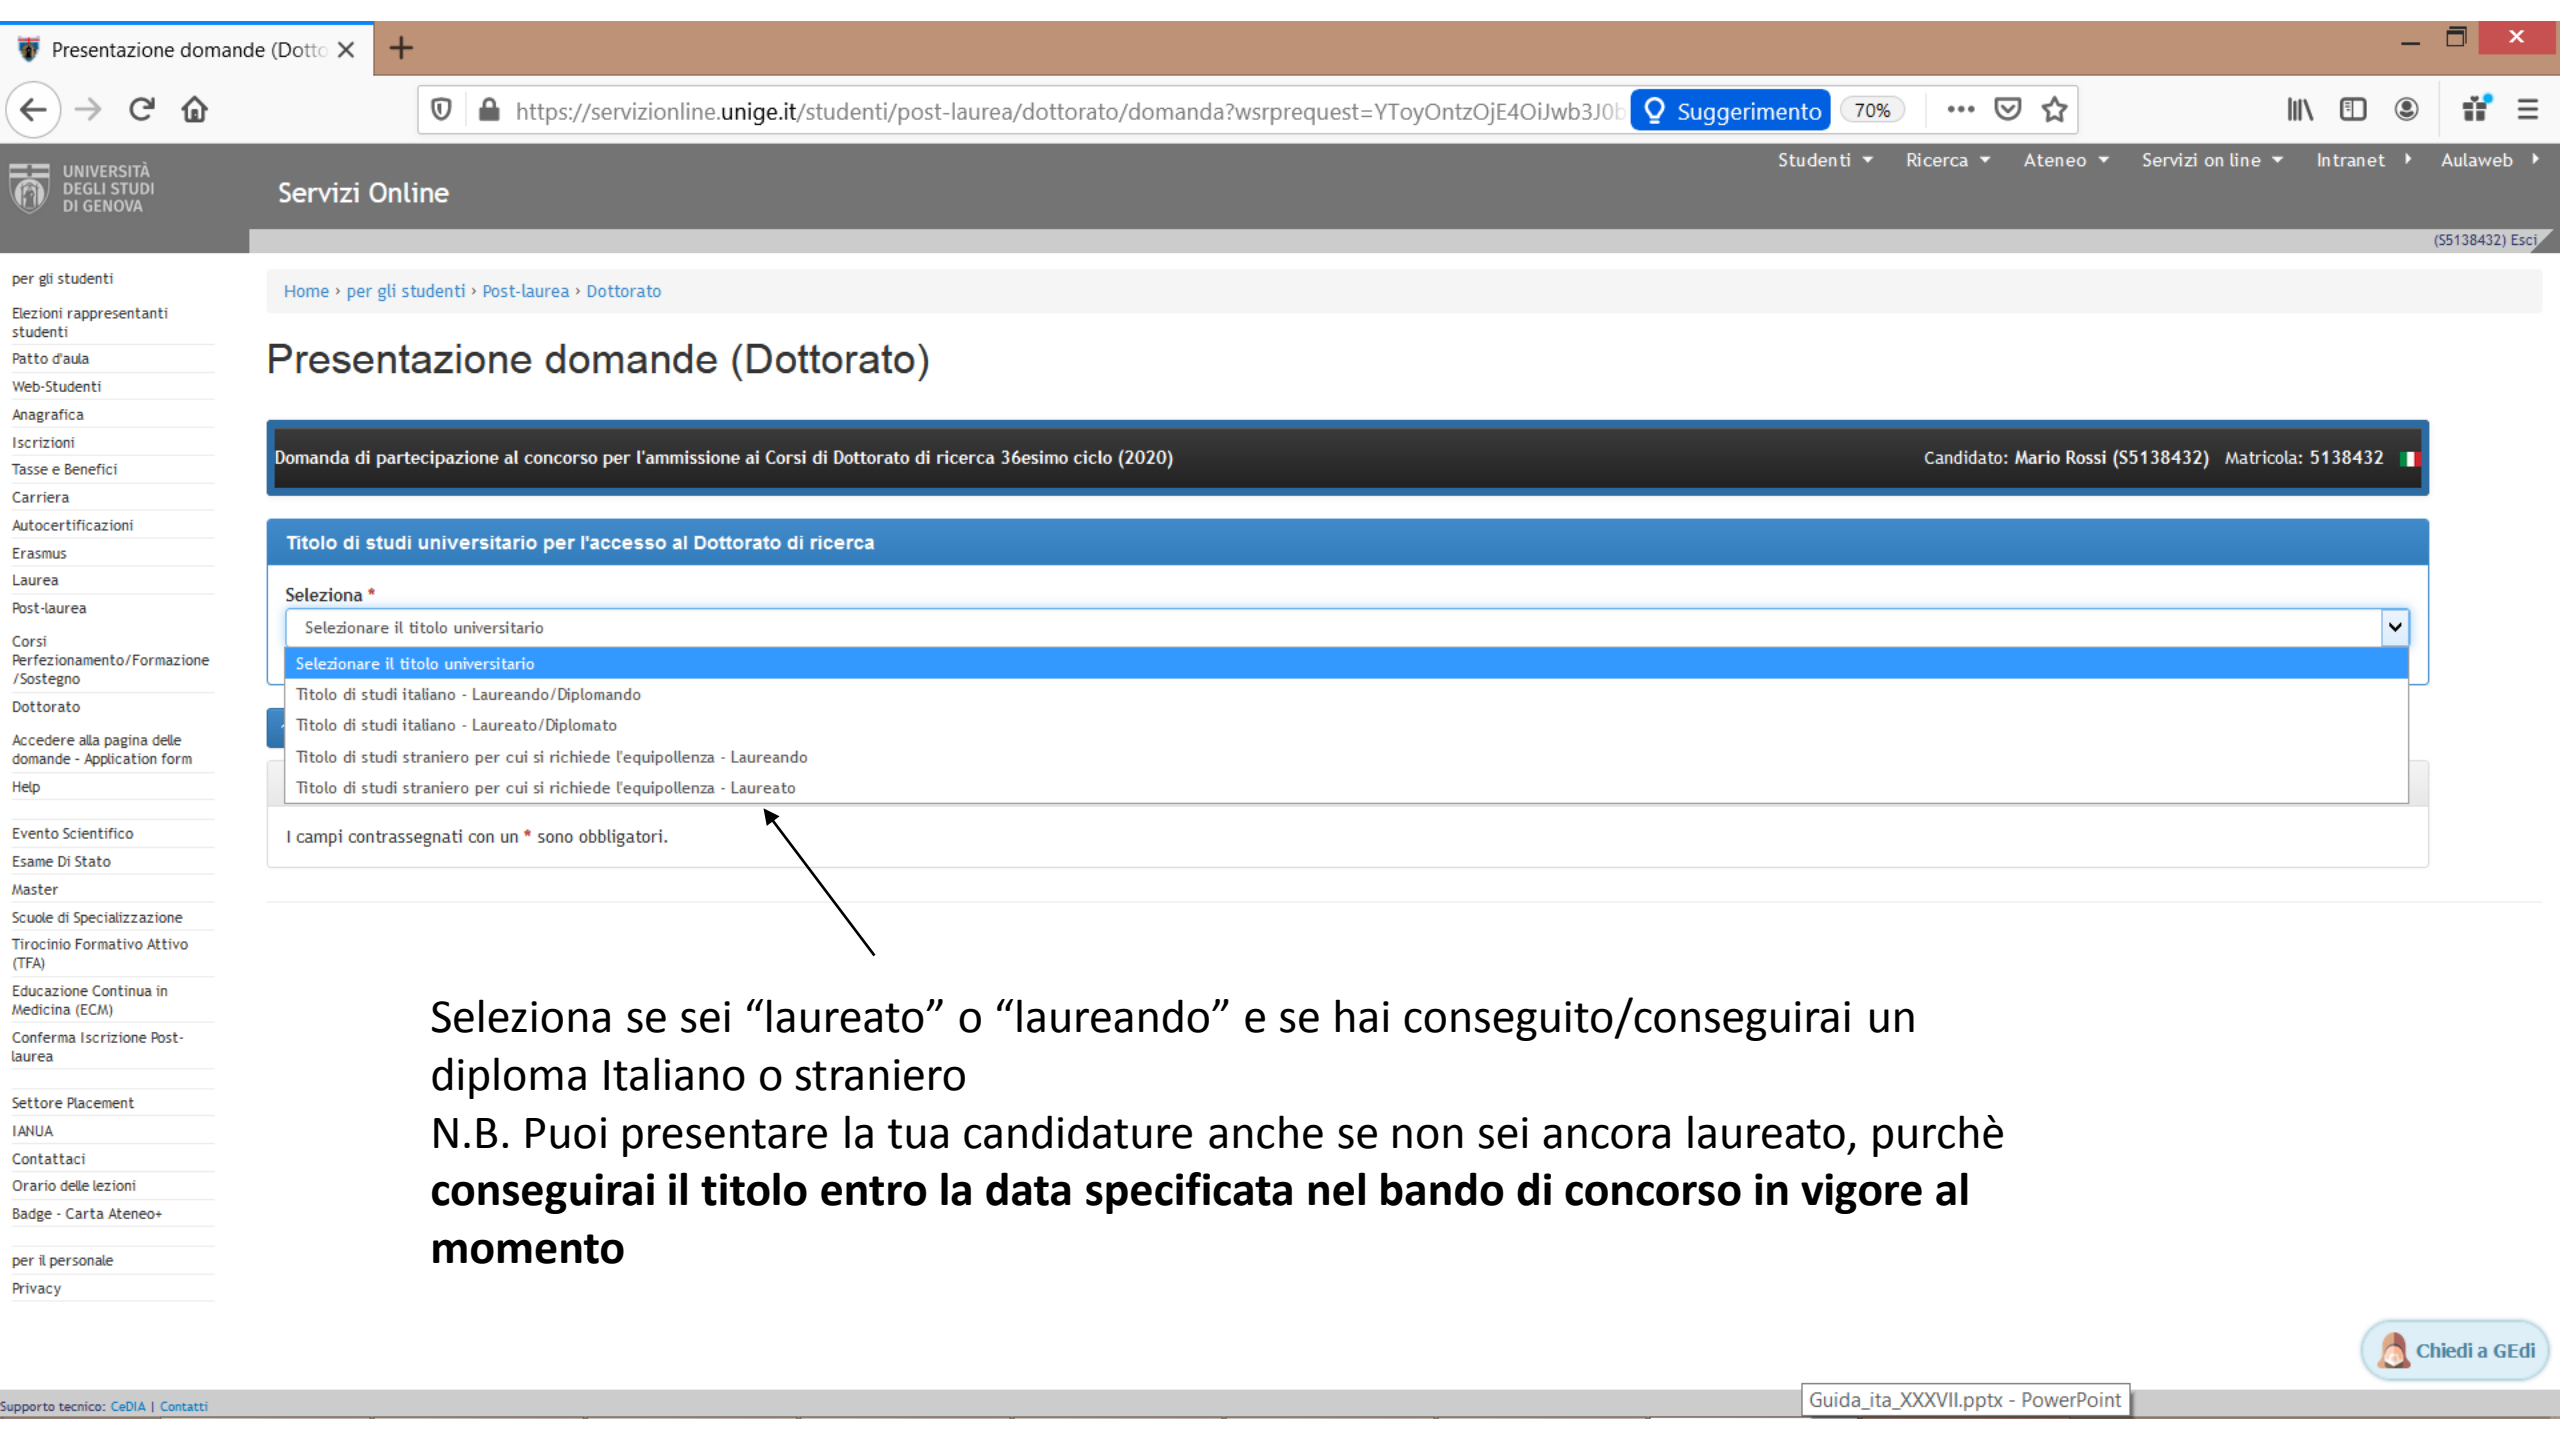 Presentazione domande (Dotto
https://servizionline.unige.it/studenti/post-laurea/dottorato/domanda?wsrprequest=YToyOntzOjE4OiJwb3J0b
Suggerimento
70%
UNIVERSITÀ
DEGLI STUDI
DI GENOVA
Servizi Online
Studenti Ricerca Ateneo Servizi on line Intranet Aulaweb
(S5138432) Esci
per gli studenti
Elezioni rappresentanti
studenti
Patto d'aula
Web-Studenti
Anagrafica
Iscrizioni
Tasse e Benefici
Carriera
Autocertificazioni
Erasmus
Laurea
Post-laurea
Corsi
Perfezionamento/Formazione
/Sostegno
Dottorato
Accedere alla pagina delle
domande - Application form
Help
Evento Scientifico
Esame Di Stato
Master
Scuole di Specializzazione
Tirocinio Formativo Attivo
(TFA)
Educazione Continua in
Medicina (ECM)
Conferma Iscrizione Post-
laurea
Settore Placement
IANUA
Contattaci
Orario delle lezioni
Badge - Carta Ateneo+
per il personale
Privacy
Home › per gli studenti › Post-laurea › Dottorato
Presentazione domande (Dottorato)
Domanda di partecipazione al concorso per l'ammissione ai Corsi di Dottorato di ricerca 36esimo ciclo (2020)
Candidato: Mario Rossi (S5138432) Matricola: 5138432
Titolo di studi universitario per l'accesso al Dottorato di ricerca
Seleziona *
Selezionare il titolo universitario
Selezionare il titolo universitario
Titolo di studi italiano - Laureando/Diplomando
Titolo di studi italiano - Laureato/Diplomato
Titolo di studi straniero per cui si richiede l'equipollenza - Laureando
Titolo di studi straniero per cui si richiede l'equipollenza - Laureato
I campi contrassegnati con un * sono obbligatori.
Seleziona se sei “laureato” o “laureando” e se hai conseguito/conseguirai un
diploma Italiano o straniero
N.B. Puoi presentare la tua candidature anche se non sei ancora laureato, purchè
conseguirai il titolo entro la data specificata nel bando di concorso in vigore al
momento
Chiedi a GEdi
Guida_ita_XXXVII.pptx - PowerPoint
Supporto tecnico: CeDIA | Contatti